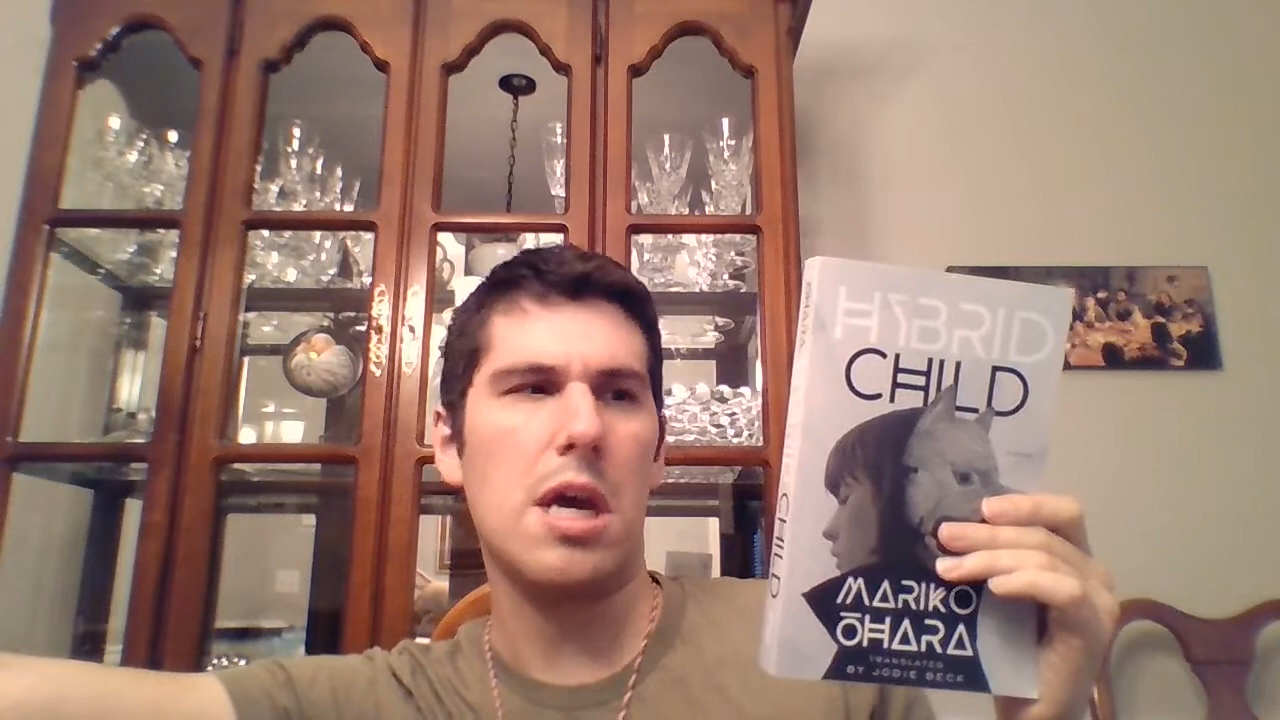 HYBRID
CHILD
MARIKO
ŌHARA
TRANSLATED
BY JODIE BECK
CHILD